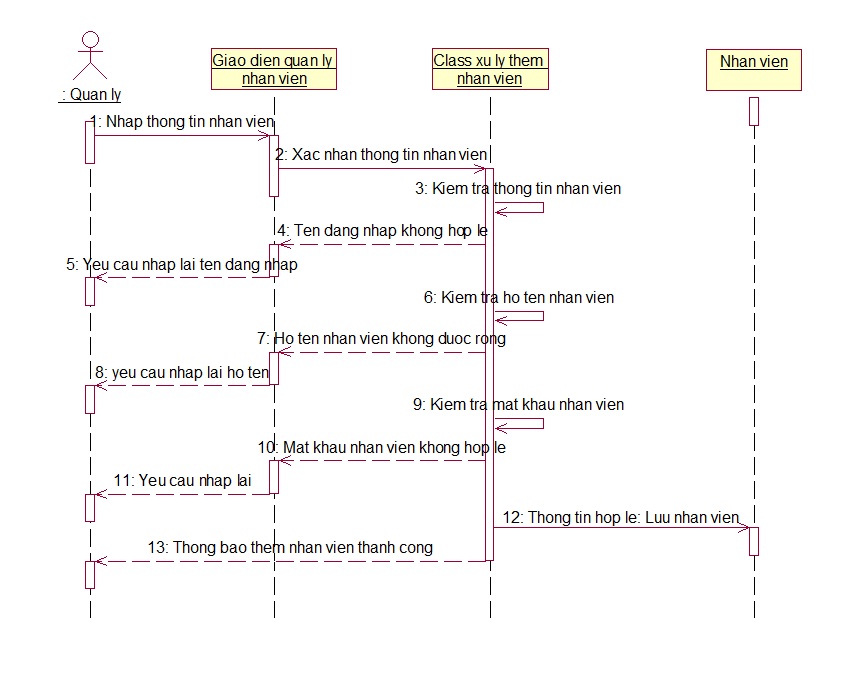 : Quan ly
Giao dien quan ly
nhan vien
Class xu ly them
nhan vien
Nhan vien
1: Nhap thong tin nhan vien
2: Xac nhan thong tin nhan vien
3: Kiem tra thong tin nhan vien
4: Ten dang nhap khong hop le
5: Yeu cau nhap lai ten dang nhap
6: Kiem tra ho ten nhan vien
7: Ho ten nhan vien khong duoc rong
8: yeu cau nhap lai ho ten
9: Kiem tra mat khau nhan vien
10: Mat khau nhan vien khong hop le
11: Yeu cau nhap lai
12: Thong tin hop le: Luu nhan vien
13: Thong bao them nhan vien thanh cong